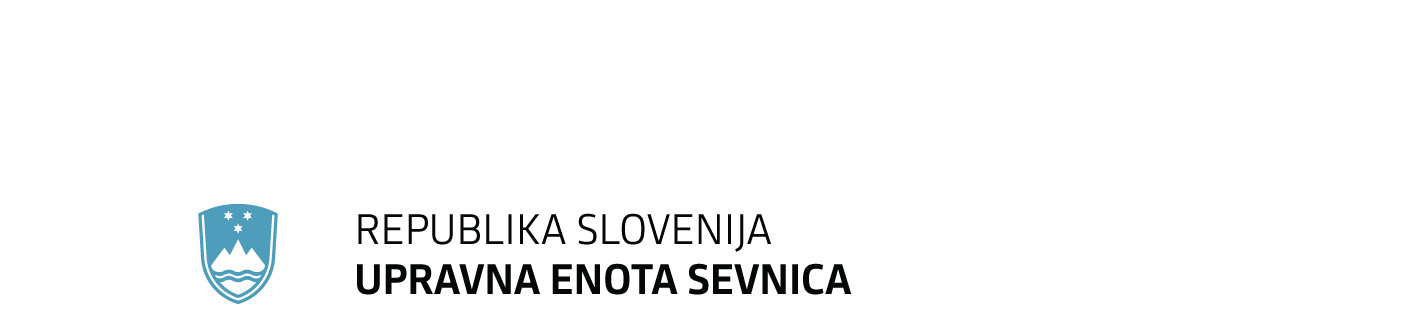 REPUBLIKA SLOVENIJA
UPRAVNA ENOTA SEVNICA